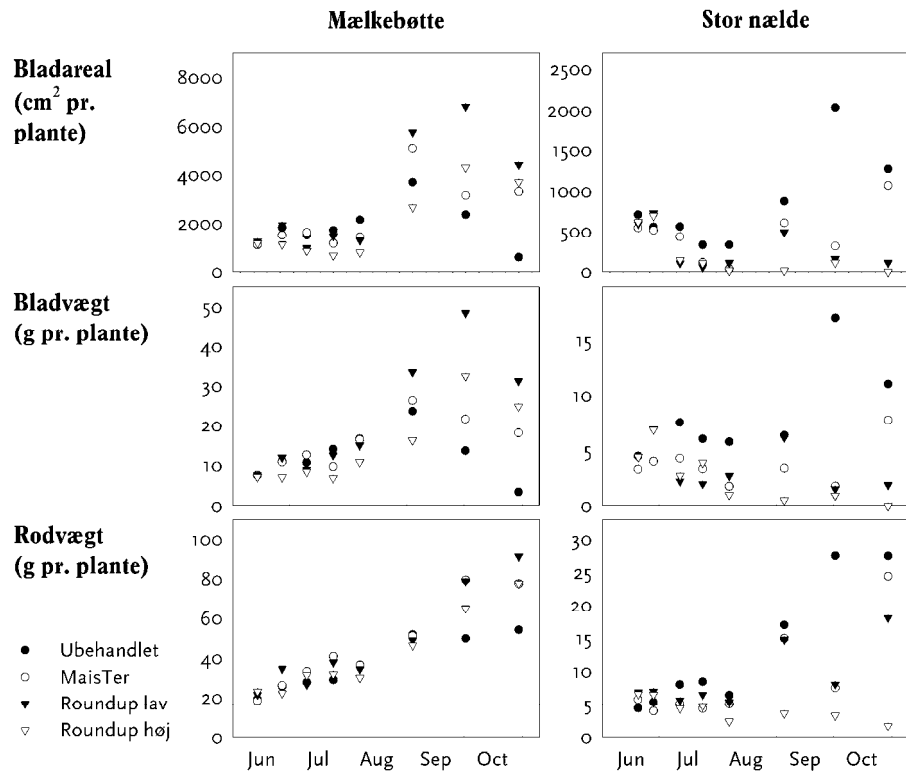 Mælkebøtte
Stor nælde
Bladareal
(cm² pr.
plante)
8000
6000
4000
2000
0
2500
2000
1500
1000
500
0
Bladvægt
(g pr. plante)
50
40
30
20
10
0
15
10
5
0
Rodvægt
(g pr. plante)
100
80
60
40
20
0
30
25
20
15
10
5
0
Ubehandlet
MaisTer
Roundup lav
Roundup høj
Jun Jul Aug Sep Oct
Jun Jul Aug Sep Oct